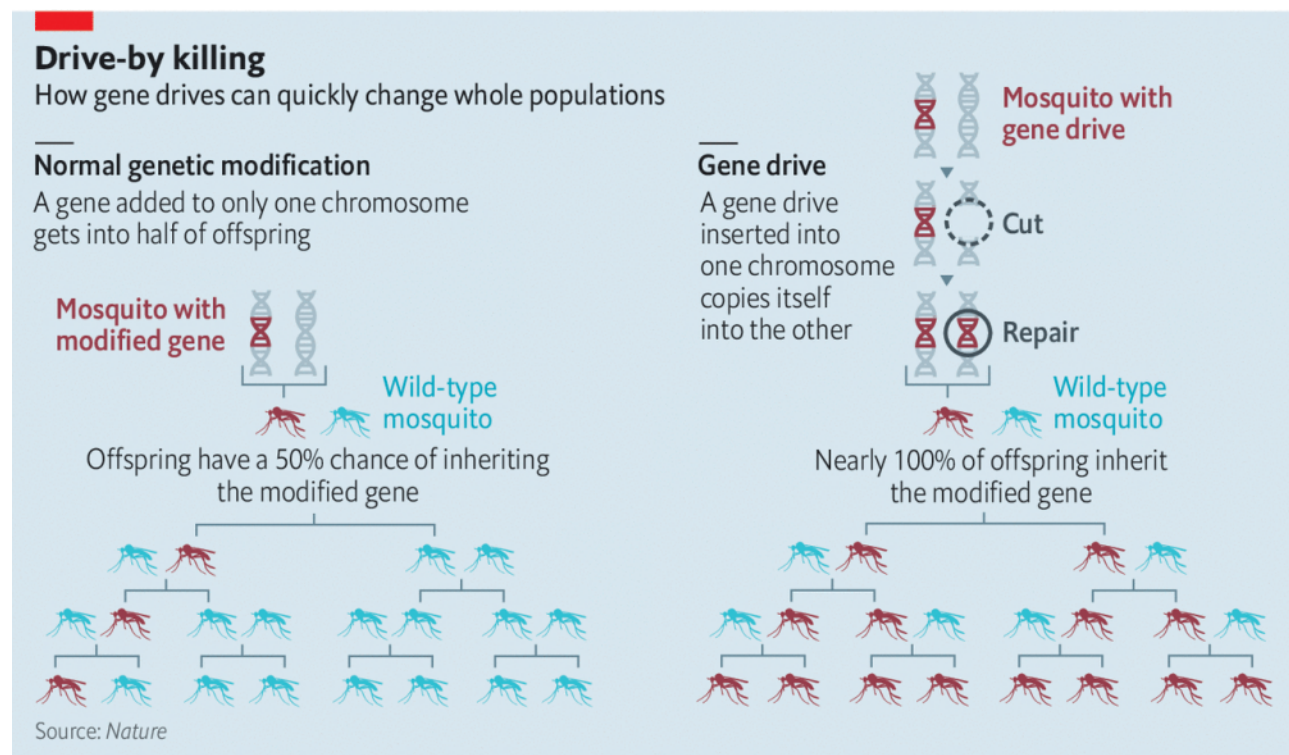 Drive-by killing
How gene drives can quickly change whole populations
Normal genetic modification
A gene added to only one chromosome
gets into half of offspring
Mosquito with
modified gene
Wild-type
mosquito
Offspring have a 50% chance of inheriting
the modified gene
Gene drive
A gene drive
inserted into
one chromosome
copies itself
into the other
Mosquito with
gene drive
Cut
Repair
Wild-type
mosquito
Nearly 100% of offspring inherit
the modified gene
Source: Nature